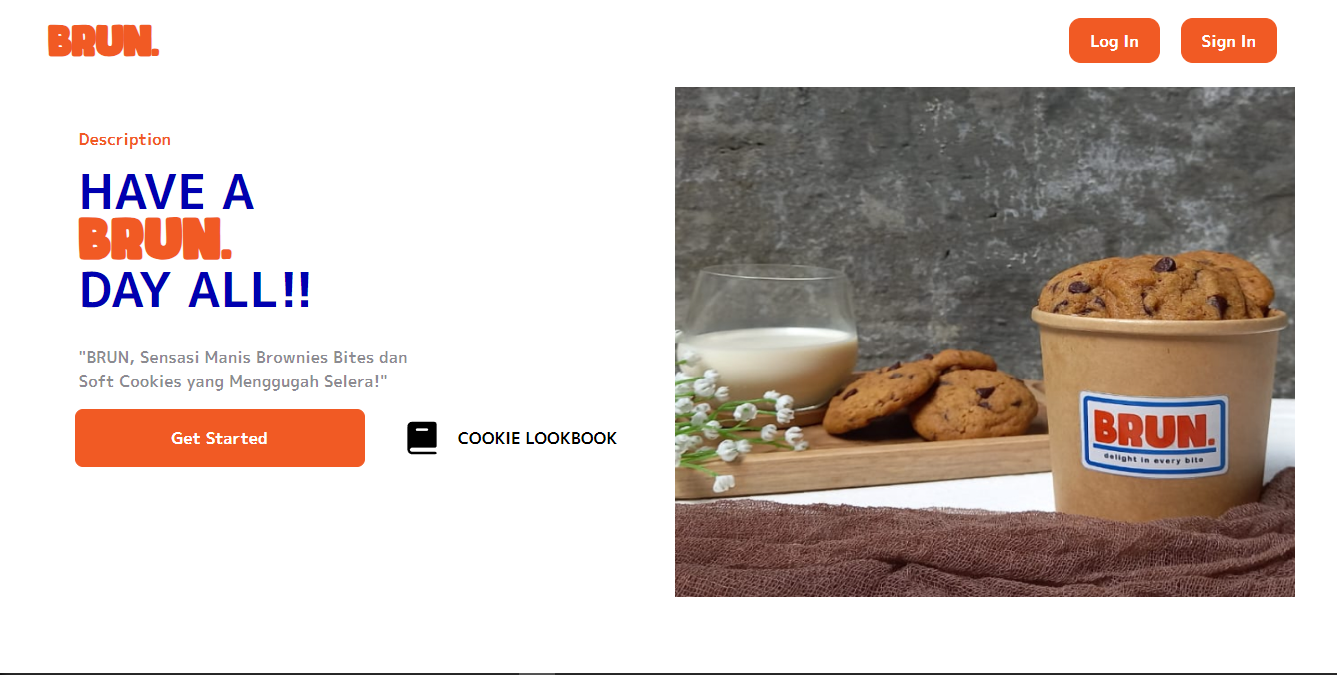 BRUN.
Log In
Sign In
Description
HAVE A
BRUN.
DAY ALL!!
"BRUN, Sensasi Manis Brownies Bites dan
Soft Cookies yang Menggugah Selera!"
Get Started
COOKIE LOOKBOOK
BRUN.
delight in every bite